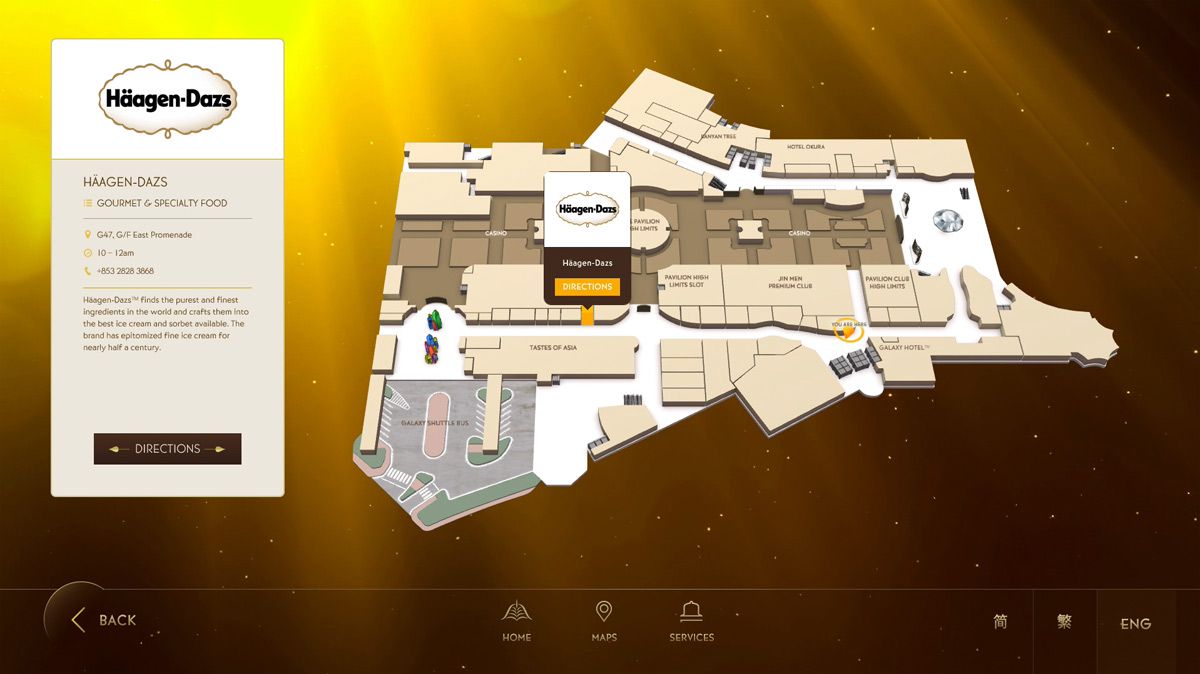 Häagen-Dazs
HÄAGEN-DAZS
GOURMET & SPECIALTY FOOD
G47, G/F East Promenade
10 – 12am
+853 2828 3868
Häagen-Dazs™ finds the purest and finest
ingredients in the world and crafts them into
the best ice cream and sorbet available. The
brand has epitomized fine ice cream for
nearly half a century.
DIRECTIONS
BANYAN TREE
HOTEL OKURA
Häagen-Dazs
PAVILION
HIGH LIMITS
CASINO
CASINO
Häagen-Dazs
DIRECTIONS
PAVILION HIGH
LIMITS SLOT
JIN MEN
PREMIUM CLUB
PAVILION CLUB
HIGH LIMITS
YOU ARE HERE
TASTES OF ASIA
GALAXY HOTEL™
GALAXY SHUTTLE BUS
BACK
HOME
MAPS
SERVICES
简
繁
ENG